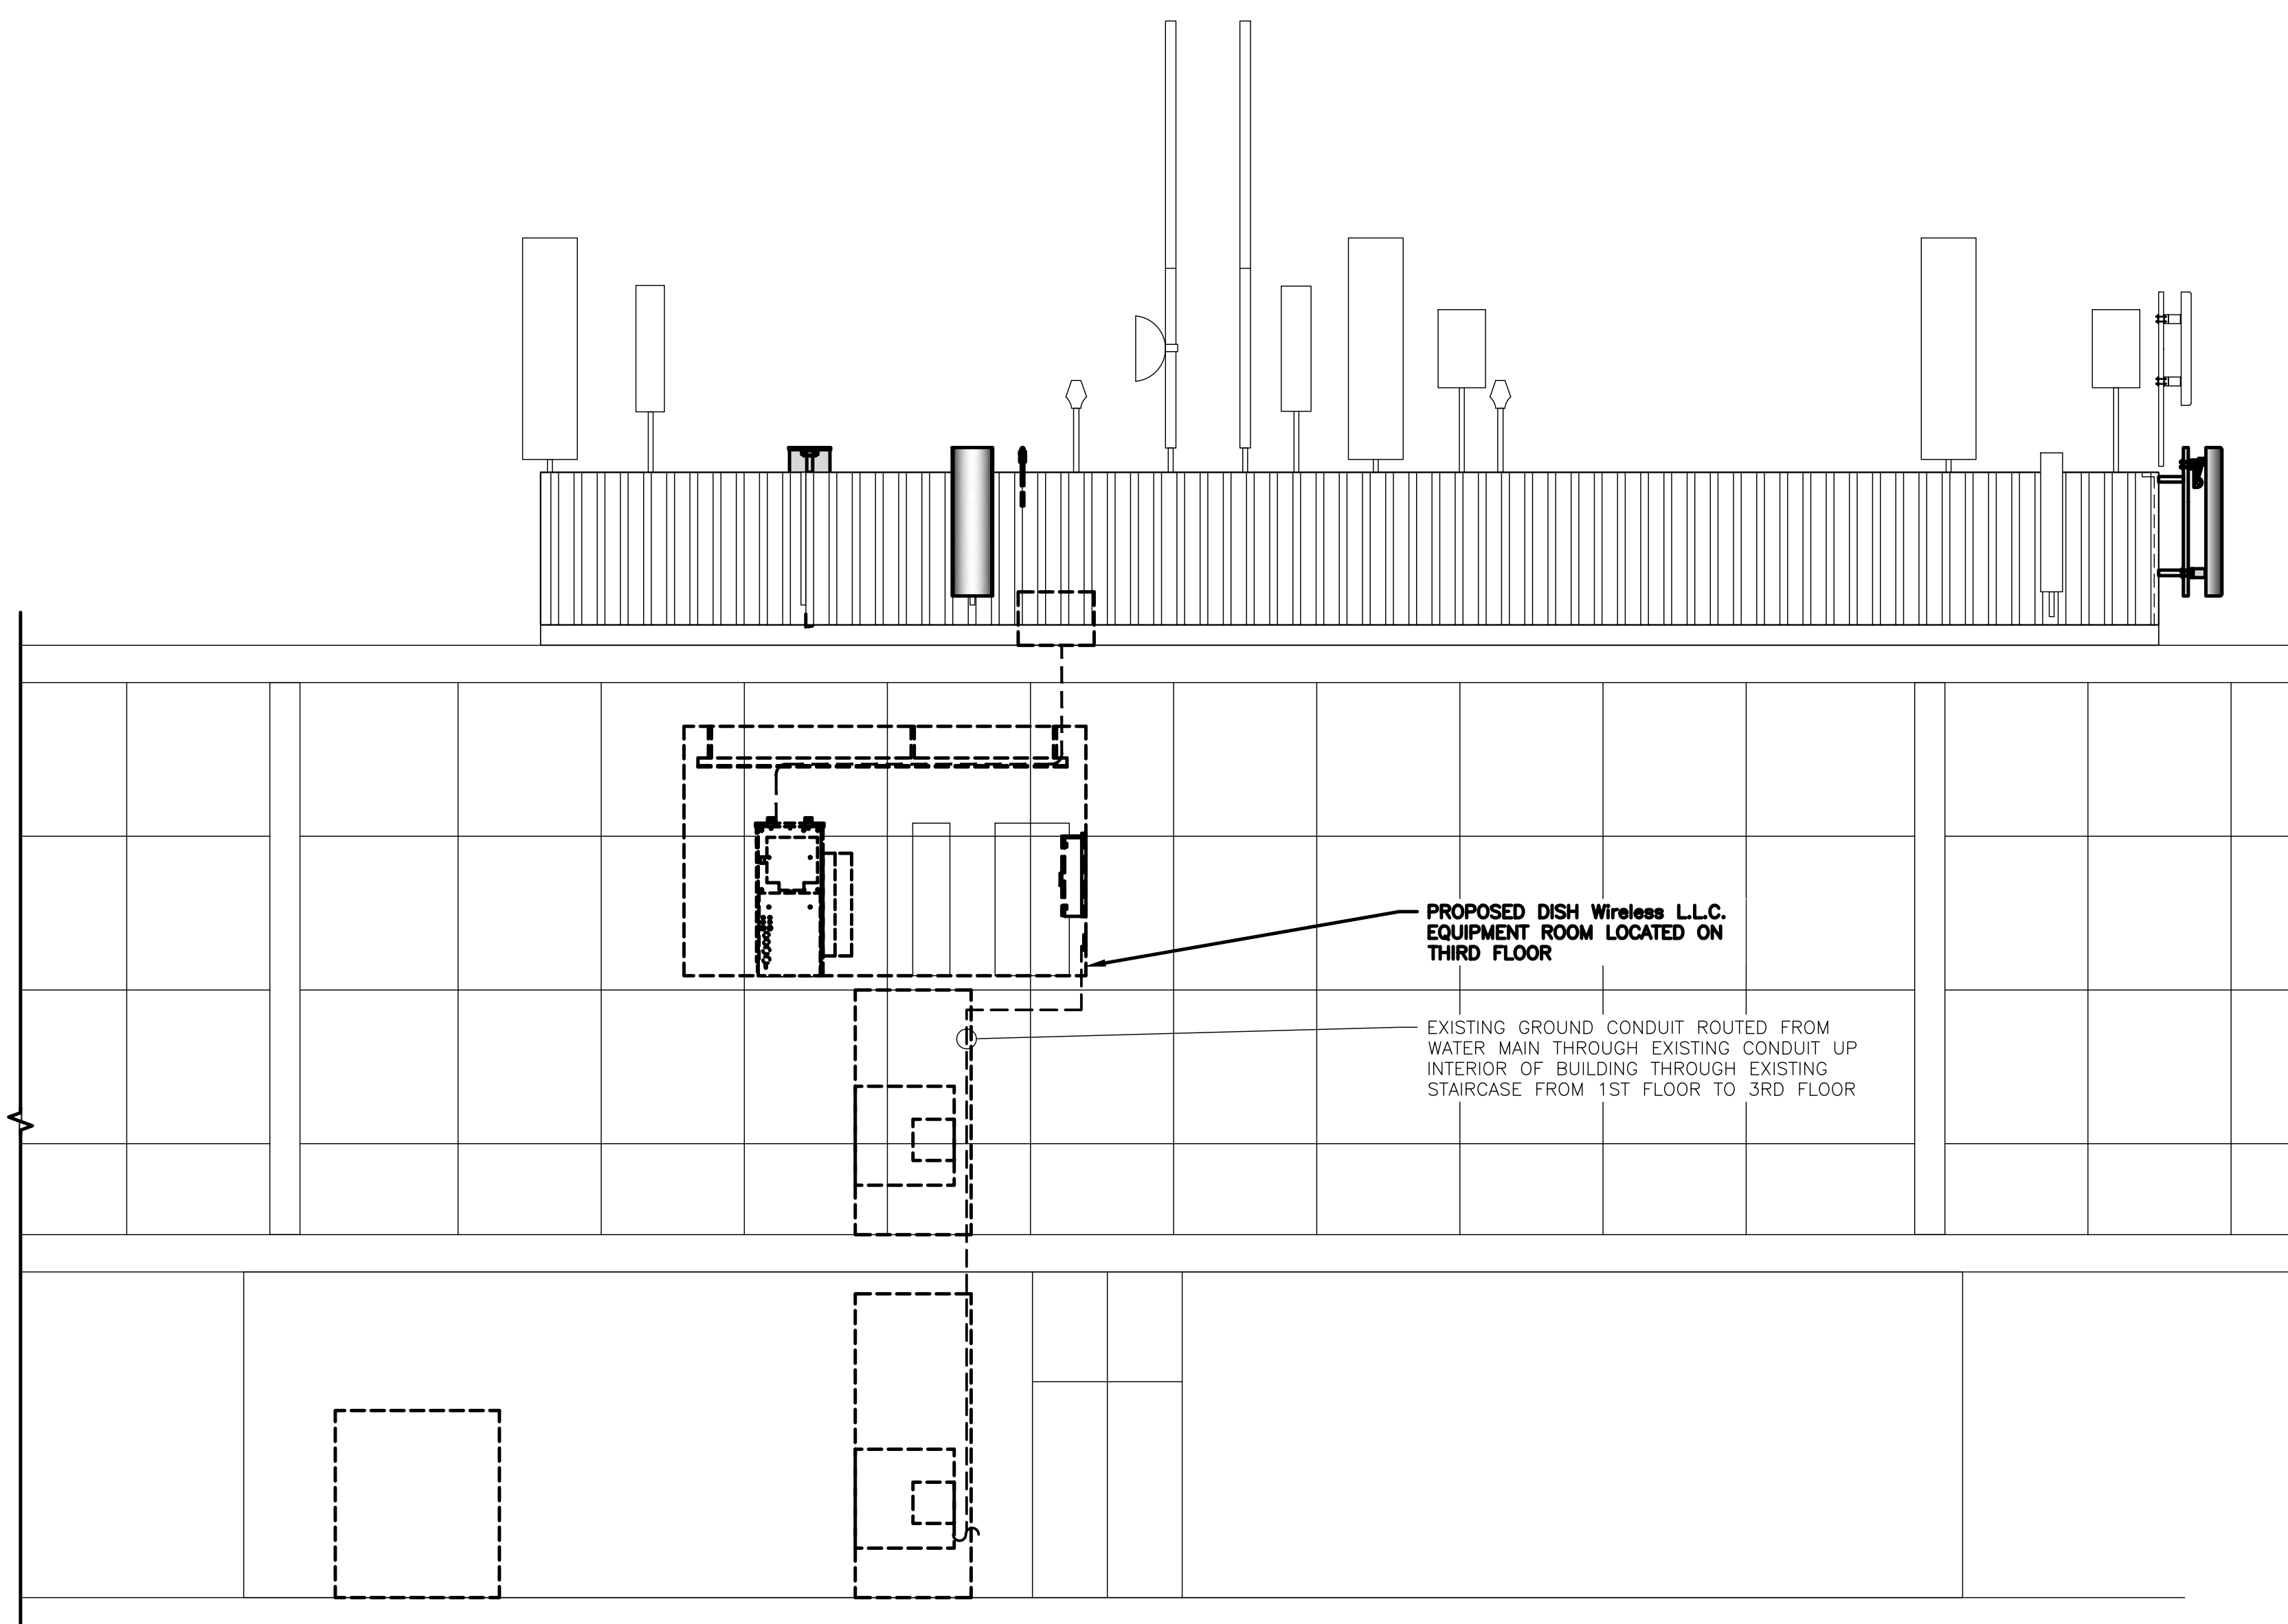 PROPOSED DISH Wireless L.L.C.
EQUIPMENT ROOM LOCATED ON
THIRD FLOOR
EXISTING GROUND CONDUIT ROUTED FROM
WATER MAIN THROUGH EXISTING CONDUIT UP
INTERIOR OF BUILDING THROUGH EXISTING
STAIRCASE FROM 1ST FLOOR TO 3RD FLOOR